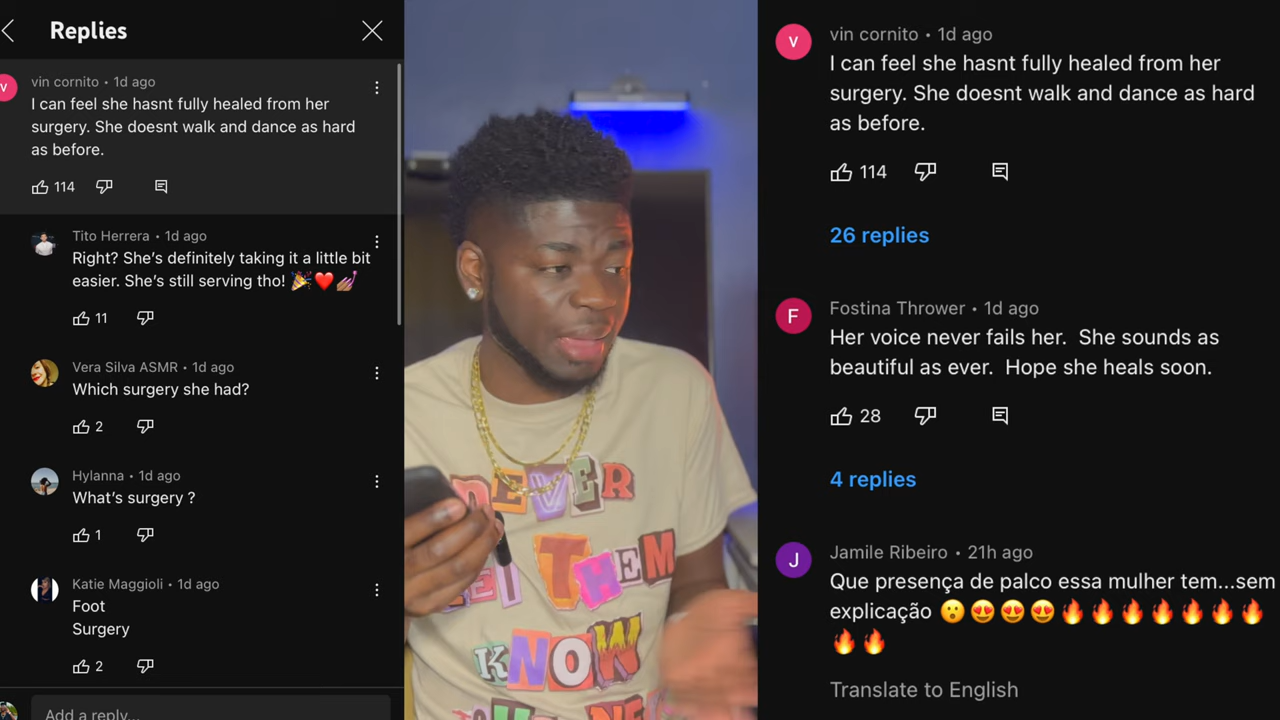 Replies
V
vin cornito • 1d ago
I can feel she hasnt fully healed from her
surgery. She doesnt walk and dance as hard
as before.
114
Tito Herrera • 1d ago
Right? She’s definitely taking it a little bit
easier. She's still serving tho! 🎉❤️💅🏽
11
Vera Silva ASMR • 1d ago
Which surgery she had?
2
Hylanna • 1d ago
What’s surgery ?
1
Katie Maggioli • 1d ago
Foot
Surgery
2
Add a reply...
NEVER
LET THEM
KNOW
V
vin cornito • 1d ago
I can feel she hasnt fully healed from her
surgery. She doesnt walk and dance as hard
as before.
114
26 replies
F
Fostina Thrower • 1d ago
Her voice never fails her.  She sounds as
beautiful as ever.  Hope she heals soon.
28
4 replies
J
Jamile Ribeiro • 21h ago
Que presença de palco essa mulher tem...sem
explicação 😮😍😍😍🔥🔥🔥🔥🔥🔥🔥
🔥🔥
Translate to English